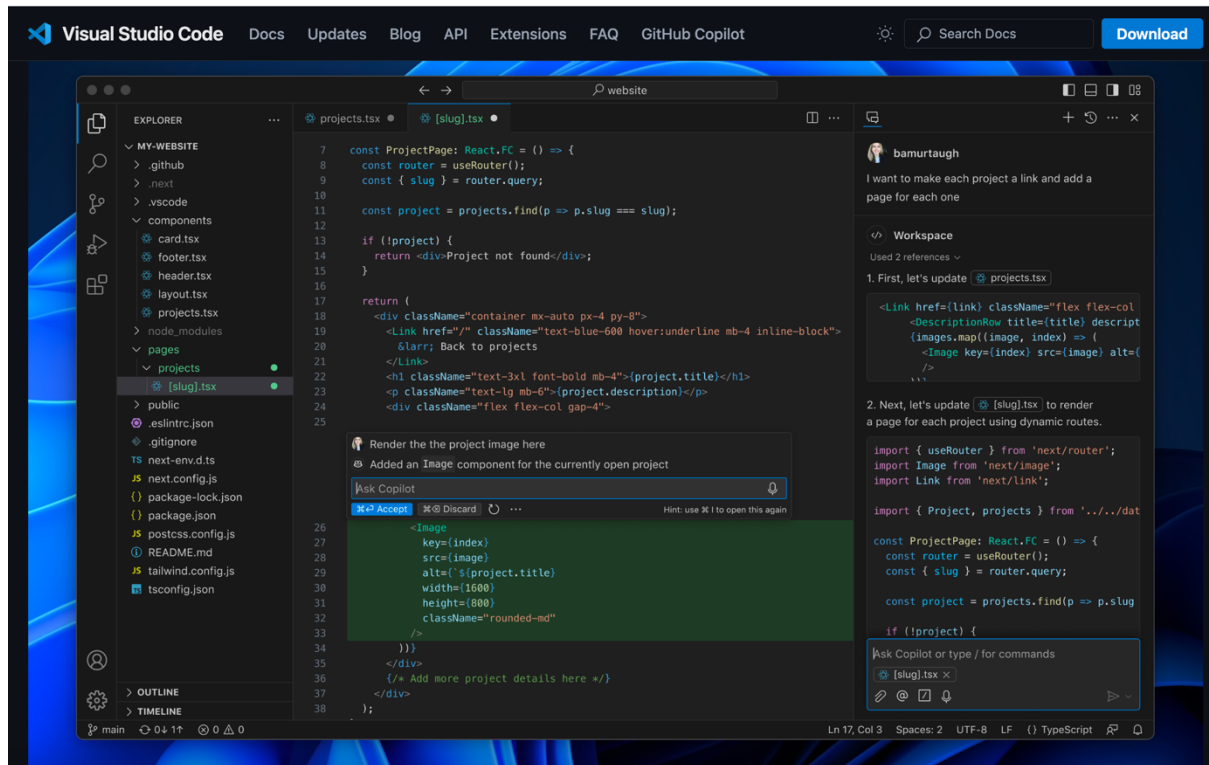 Visual Studio Code Docs Updates Blog API Extensions FAQ GitHub Copilot Search Docs Download
website
EXPLORER
MY-WEBSITE
.github
.next
.vscode
components
card.tsx
footer.tsx
header.tsx
layout.tsx
projects.tsx
node_modules
pages
projects
[slug].tsx
public
.eslintrc.json
.gitignore
TS next-env.d.ts
JS next.config.js
{} package-lock.json
{} package.json
JS postcss.config.js
README.md
JS tailwind.config.js
tsconfig.json
OUTLINE
TIMELINE
projects.tsx [slug].tsx
7 const ProjectPage: React.FC = () => {
8 const router = useRouter();
9 const { slug } = router.query;
10
11 const project = projects.find(p => p.slug === slug);
12
13 if (!project) {
14 return <div>Project not found</div>;
15 }
16
17 return (
18 <div className="container mx-auto px-4 py-8">
19 <Link href="/" className="text-blue-600 hover:underline mb-4 inline-block">
20 &larr; Back to projects
21 </Link>
22 <h1 className="text-3xl font-bold mb-4">{project.title}</h1>
23 <p className="text-lg mb-6">{project.description}</p>
24 <div className="flex flex-col gap-4">
25
Render the the project image here
Added an Image component for the currently open project
Ask Copilot
⌘⏎ Accept ⌘⌫ Discard Hint: use ⌘ I to open this again
26 <Image
27 key={index}
28 src={image}
29 alt={`${project.title}
30 width={1600}
31 height={800}
32 className="rounded-md"
33 />
34 ))}
35 </div>
36 {/* Add more project details here */}
37 </div>
38 );
bamurtaugh
I want to make each project a link and add a
page for each one
Workspace
Used 2 references
1. First, let's update projects.tsx
<Link href={link} className="flex flex-col
<DescriptionRow title={title} descript
{images.map((image, index) => (
<Image key={index} src={image} alt={
/>
))}
2. Next, let's update [slug].tsx to render
a page for each project using dynamic routes.
import { useRouter } from 'next/router';
import Image from 'next/image';
import Link from 'next/link';
import { Project, projects } from '../../dat
const ProjectPage: React.FC = () => {
const router = useRouter();
const { slug } = router.query;
const project = projects.find(p => p.slug
if (!project) {
Ask Copilot or type / for commands
[slug].tsx
main 0↓ 1↑ 0 0 Ln 17, Col 3 Spaces: 2 UTF-8 LF {} TypeScript